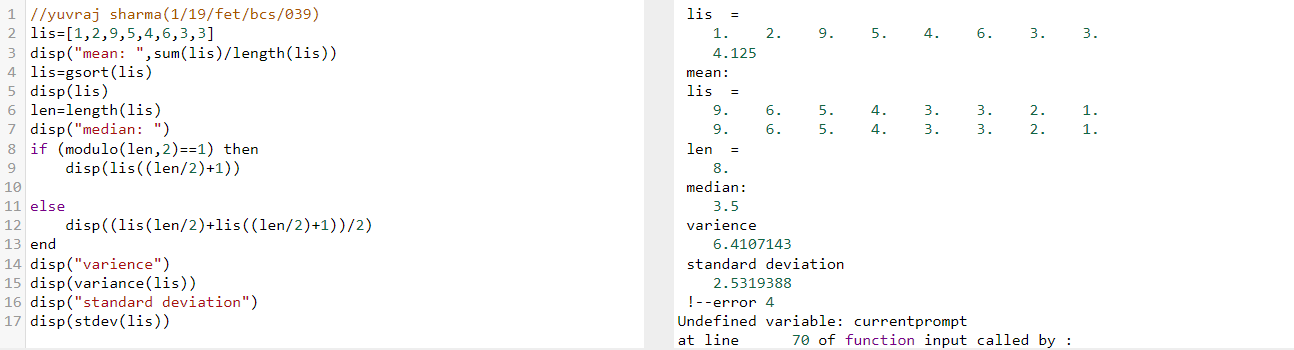 1 //yuvraj sharma(1/19/fet/bcs/039)
2 lis=[1,2,9,5,4,6,3,3]
3 disp("mean: ",sum(lis)/length(lis))
4 lis=gsort(lis)
5 disp(lis)
6 len=length(lis)
7 disp("median: ")
8 if (modulo(len,2)==1) then
9     disp(lis((len/2)+1))
10
11 else
12     disp((lis(len/2)+lis((len/2)+1))/2)
13 end
14 disp("varience")
15 disp(variance(lis))
16 disp("standard deviation")
17 disp(stdev(lis))
lis  =
1.    2.    9.    5.    4.    6.    3.    3.
4.125
mean:
lis  =
9.    6.    5.    4.    3.    3.    2.    1.
9.    6.    5.    4.    3.    3.    2.    1.
len  =
8.
median:
3.5
varience
6.4107143
standard deviation
2.5319388
!--error 4
Undefined variable: currentprompt
at line      70 of function input called by :